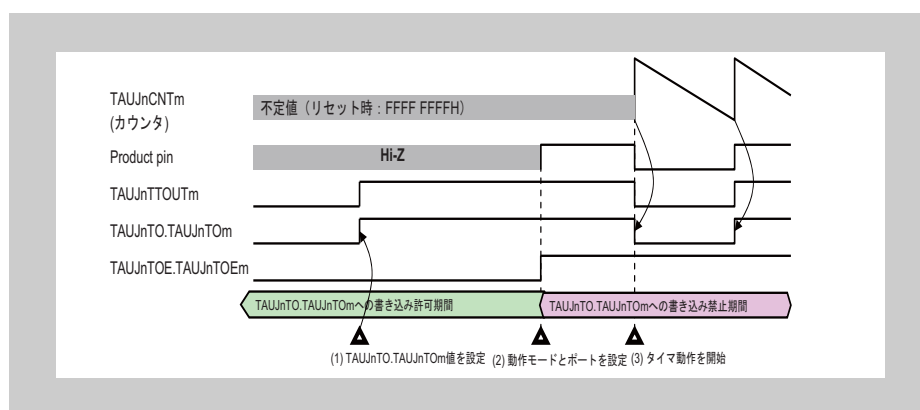 TAUJnCNTm
(カウンタ)
不定値（リセット時：FFFF FFFFH）
Product pin
Hi-Z
TAUJnTTOUTm
TAUJnTO.TAUJnTOm
TAUJnTOE.TAUJnTOEm
TAUJnTO.TAUJnTOmへの書き込み許可期間
TAUJnTO.TAUJnTOmへの書き込み禁止期間
(1) TAUJnTO.TAUJnTOm値を設定
(2) 動作モードとポートを設定
(3) タイマ動作を開始